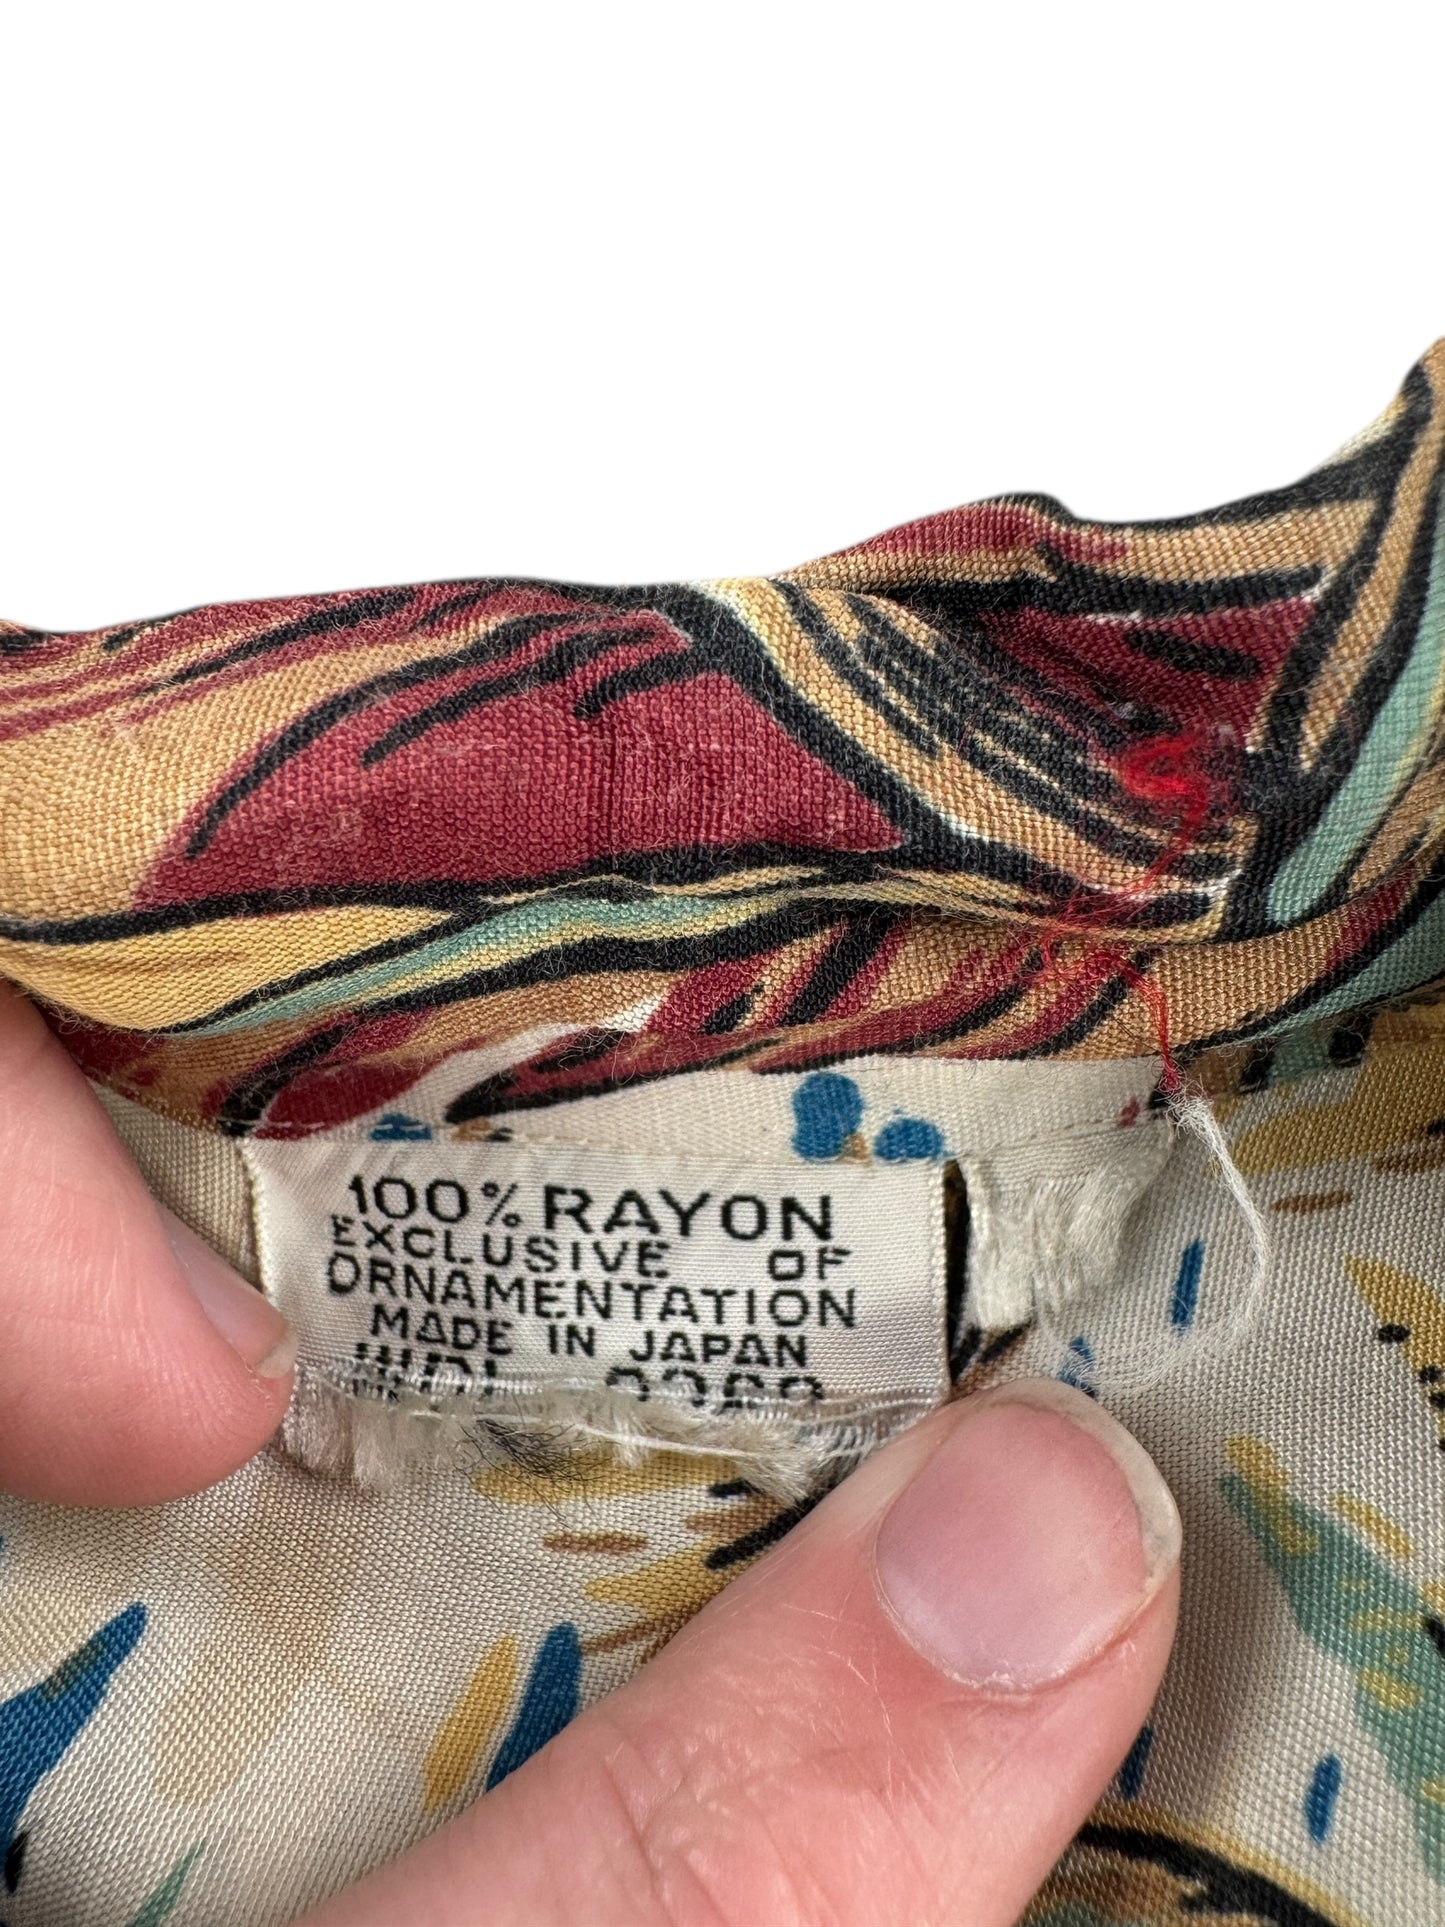 100% RAYON
EXCLUSIVE OF
ORNAMENTATION
MADE IN JAPAN